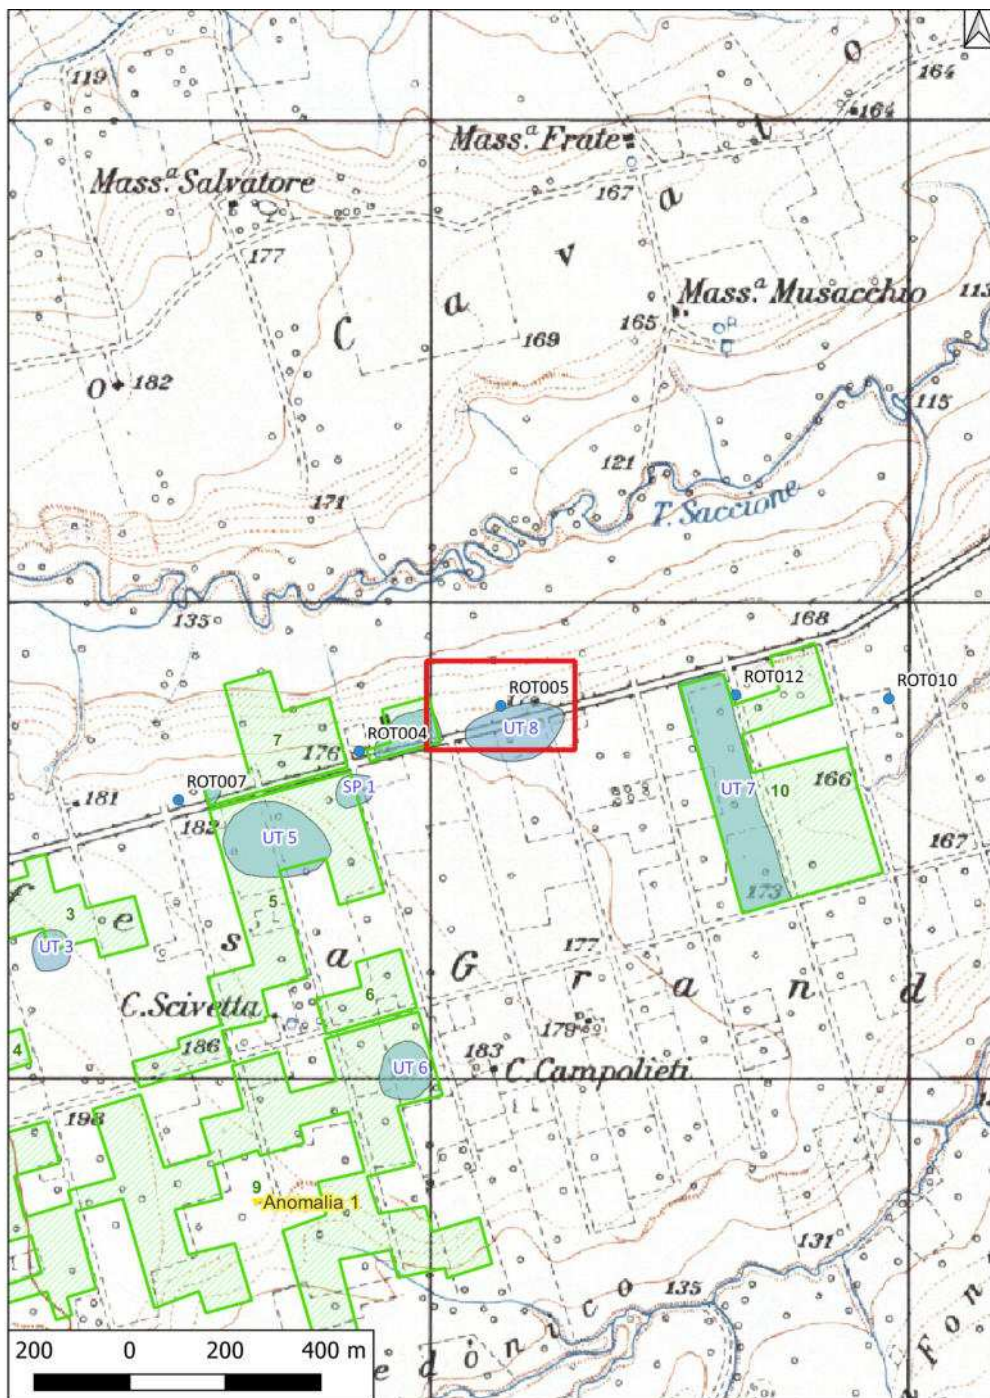 119
164
164
Mass.ª Frate
Mass.ª Salvatore
167
177
C a v a t o
Mass.ª Musacchio
113
165
169
O 182
115
121
171
T. Saccione
135
168
ROT005
ROT012
ROT010
7
176
ROT004
UT 8
ROT007
SP 1
181
182
UT 5
UT 7
10
166
167
173
3
UT 3
5
e s a G r a n d
177
6
C. Scivetta
179
4
186
UT 6
183
C. Campolieti
198
9
Anomalia 1
131
135
e d o n i c o
F o n
200 0 200 400 m